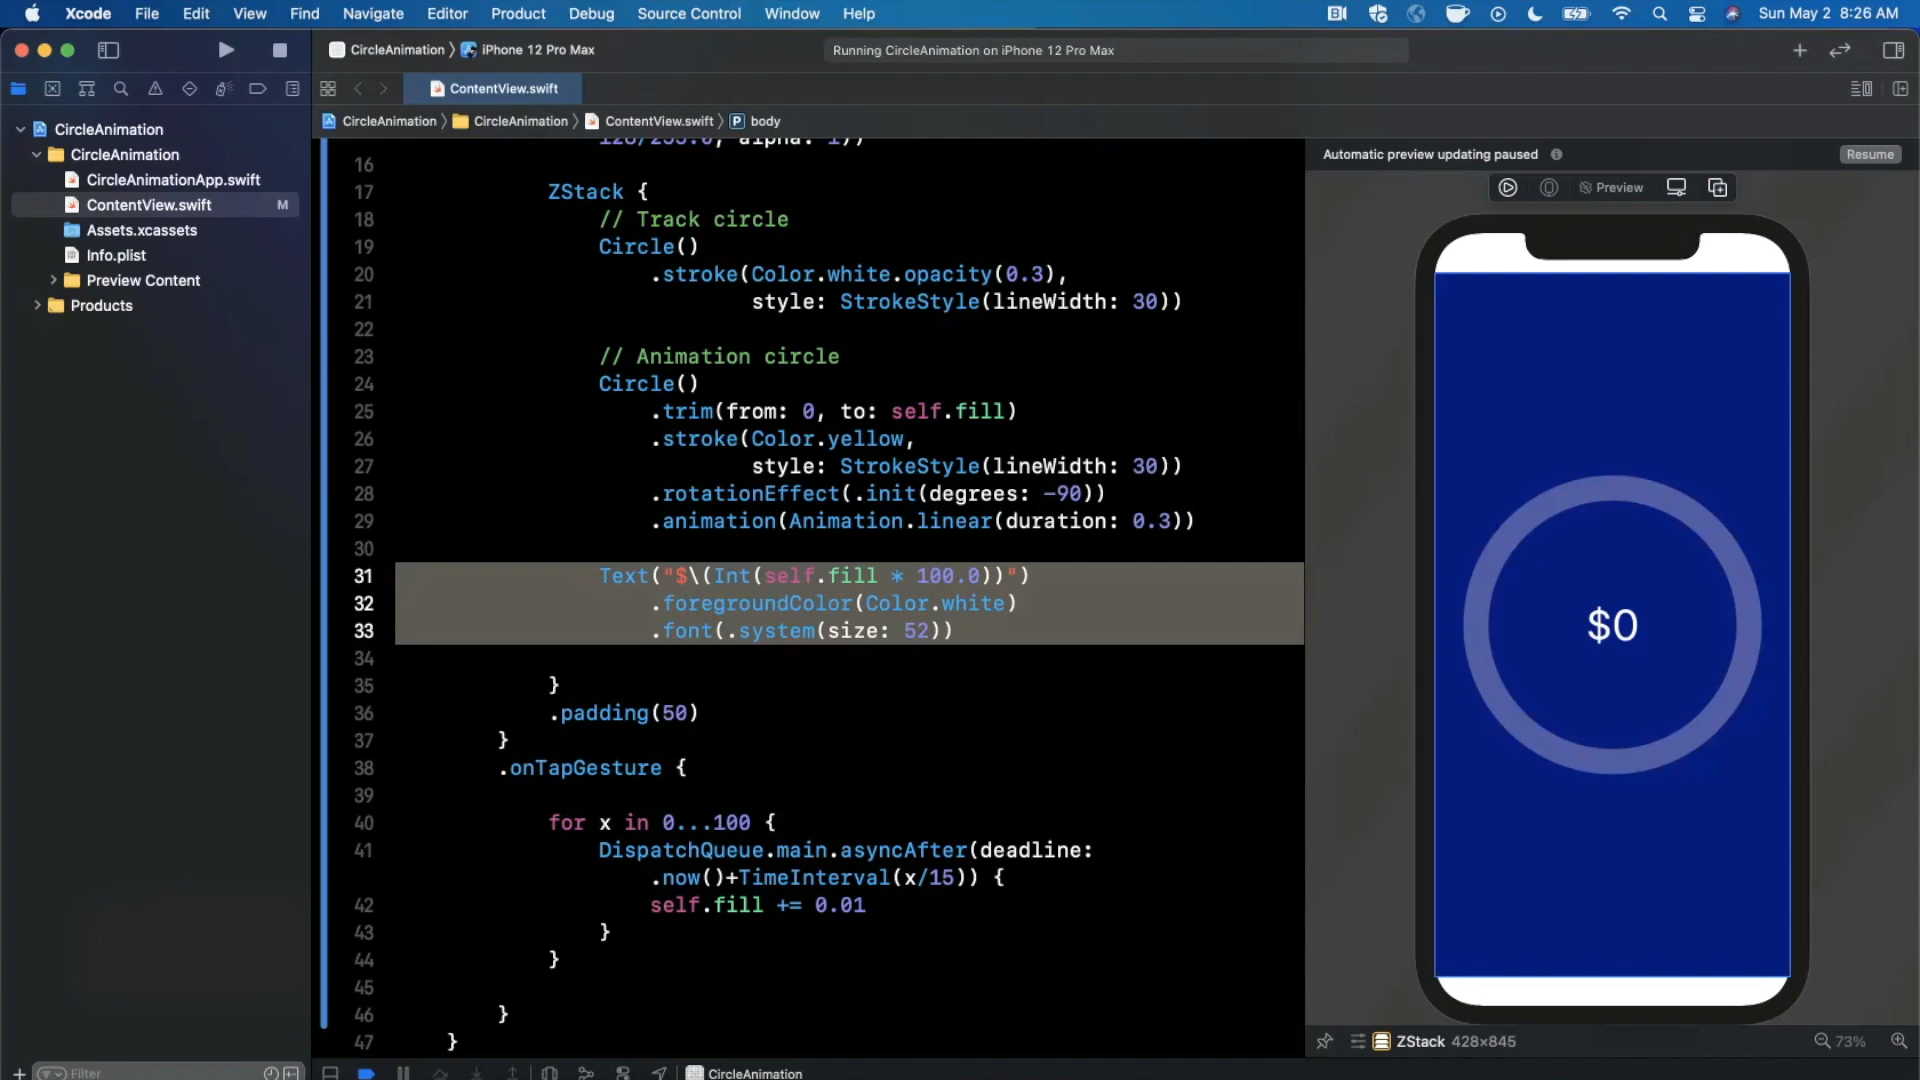 Xcode File Edit View Find Navigate Editor Product Debug Source Control Window Help Sun May 2 8:26 AM
CircleAnimation iPhone 12 Pro Max Running CircleAnimation on iPhone 12 Pro Max
ContentView.swift
CircleAnimation CircleAnimation ContentView.swift P body
CircleAnimation
CircleAnimation
CircleAnimationApp.swift
ContentView.swift M
Assets.xcassets
Info.plist
Preview Content
Products
Filter
128/255.0, alpha: 1))
16
17 ZStack {
18 // Track circle
19 Circle()
20 .stroke(Color.white.opacity(0.3),
21 style: StrokeStyle(lineWidth: 30))
22
23 // Animation circle
24 Circle()
25 .trim(from: 0, to: self.fill)
26 .stroke(Color.yellow,
27 style: StrokeStyle(lineWidth: 30))
28 .rotationEffect(.init(degrees: -90))
29 .animation(Animation.linear(duration: 0.3))
30
31 Text("$\(Int(self.fill * 100.0))")
32 .foregroundColor(Color.white)
33 .font(.system(size: 52))
34
35 }
36 .padding(50)
37 }
38 .onTapGesture {
39
40 for x in 0...100 {
41 DispatchQueue.main.asyncAfter(deadline:
.now()+TimeInterval(x/15)) {
42 self.fill += 0.01
43 }
44 }
45
46 }
47 }
CircleAnimation
Automatic preview updating paused Resume
Preview
$0
ZStack 428×845 73%